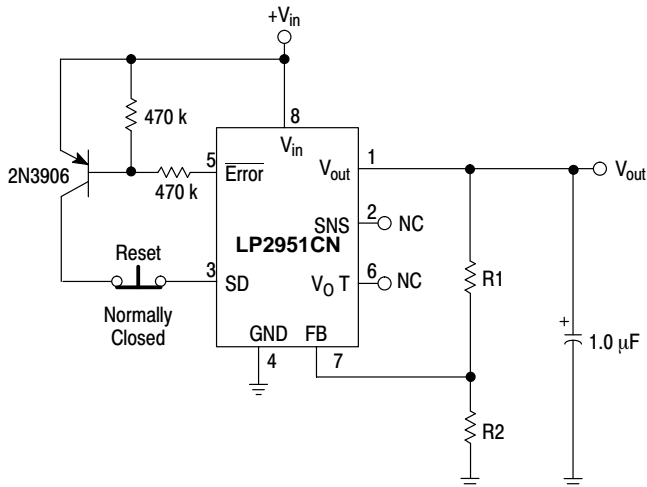 +Vin
470 k
8
Vin
1
Vout
Vout
5
Error
2N3906
470 k
2
NC
SNS
LP2951CN
Reset
3
SD
6
NC
VO T
R1
Normally
Closed
GND
FB
4
7
+
1.0 μF
R2